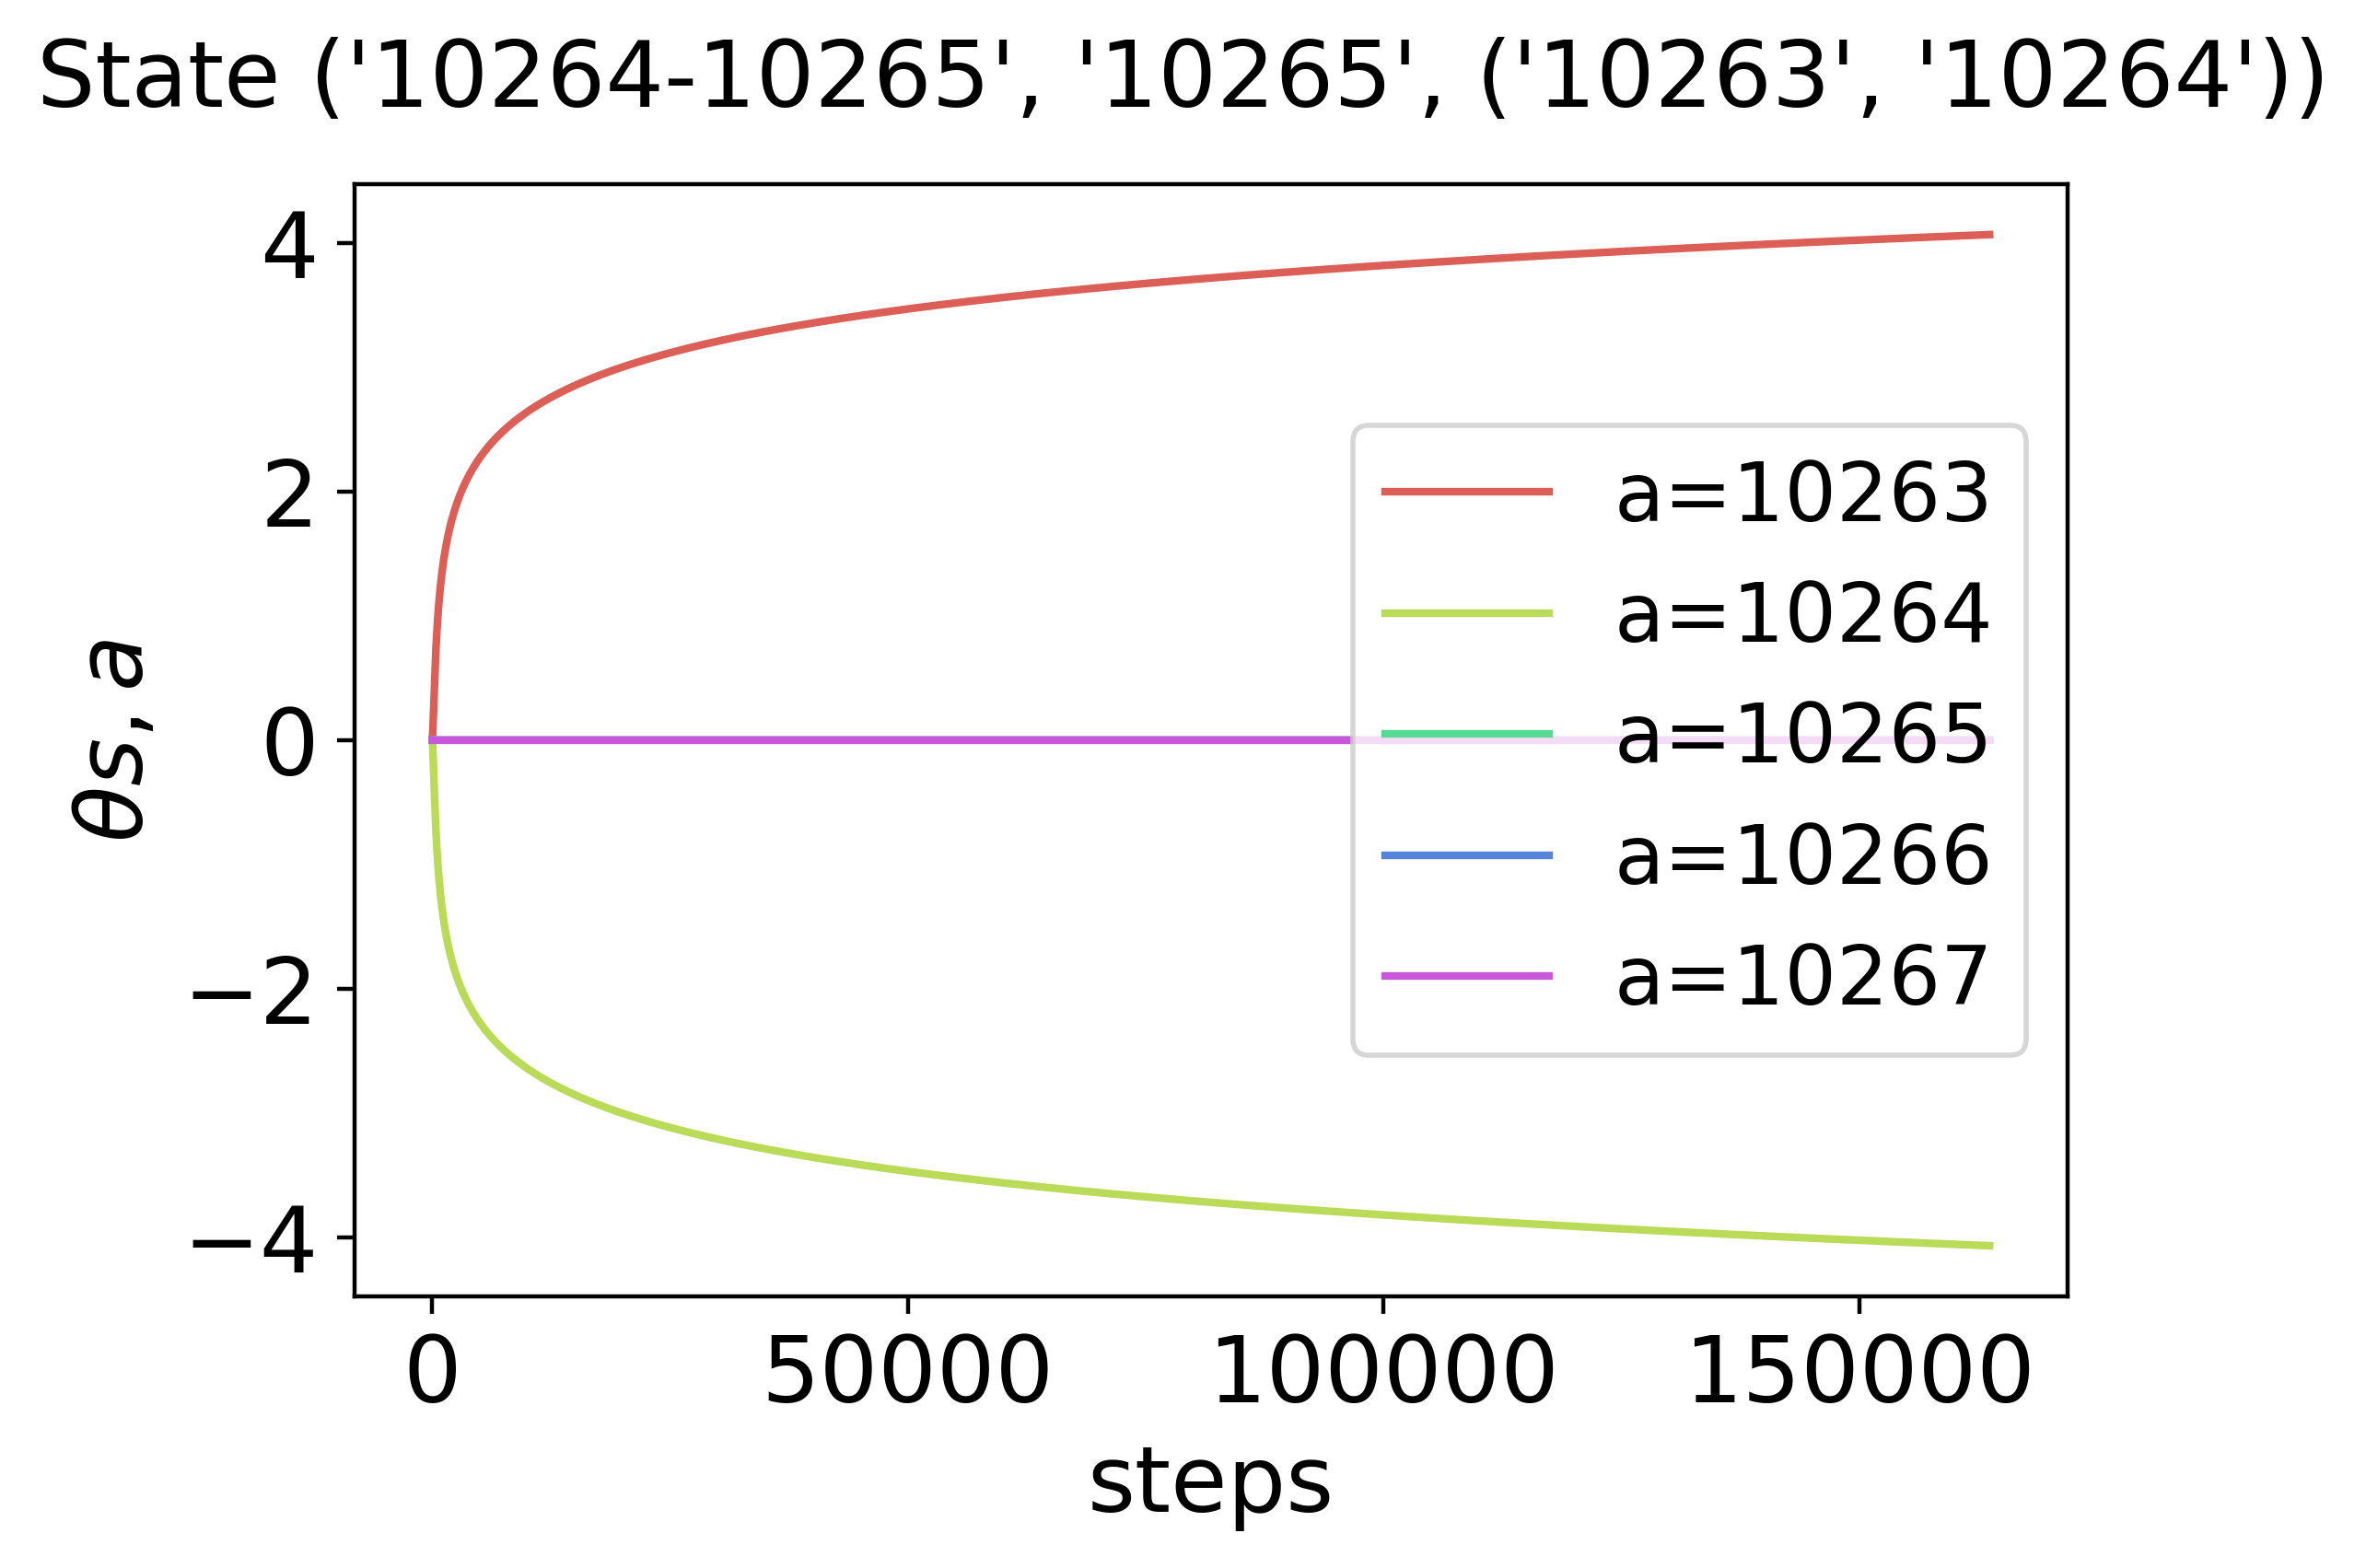 State ('10264-10265', '10265', ('10263', '10264'))
4
2
0
−2
−4
θs, a
a=10263
a=10264
a=10265
a=10266
a=10267
0 50000 100000 150000
steps